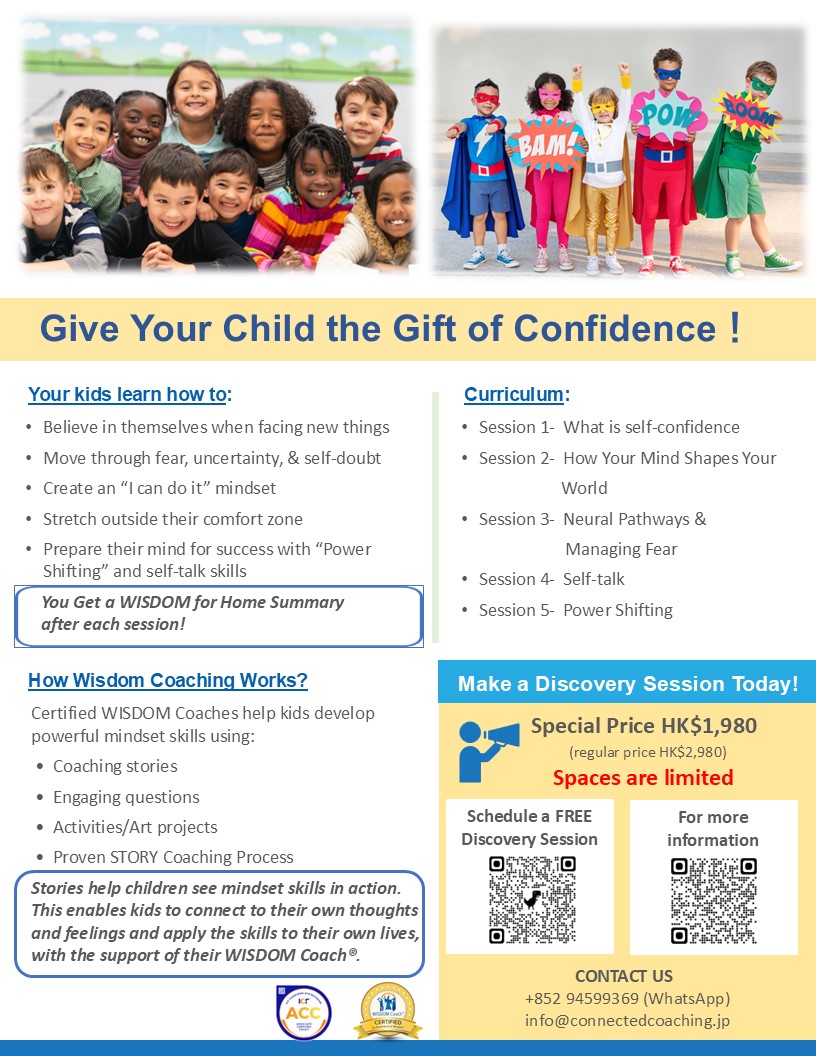 BAM!
POW
BOOM
Give Your Child the Gift of Confidence !
Your kids learn how to:
• Believe in themselves when facing new things
• Move through fear, uncertainty, & self-doubt
• Create an “I can do it” mindset
• Stretch outside their comfort zone
• Prepare their mind for success with “Power
Shifting” and self-talk skills
You Get a WISDOM for Home Summary
after each session!
Curriculum:
• Session 1- What is self-confidence
• Session 2- How Your Mind Shapes Your
World
• Session 3- Neural Pathways &
Managing Fear
• Session 4- Self-talk
• Session 5- Power Shifting
How Wisdom Coaching Works?
Certified WISDOM Coaches help kids develop
powerful mindset skills using:
• Coaching stories
• Engaging questions
• Activities/Art projects
• Proven STORY Coaching Process
Stories help children see mindset skills in action.
This enables kids to connect to their own thoughts
and feelings and apply the skills to their own lives,
with the support of their WISDOM Coach®.
ICF
ACC
WISDOM Coach
CERTIFIED
Make a Discovery Session Today!
Special Price HK$1,980
(regular price HK$2,980)
Spaces are limited
Schedule a FREE
Discovery Session
For more
information
CONTACT US
+852 94599369 (WhatsApp)
info@connectedcoaching.jp